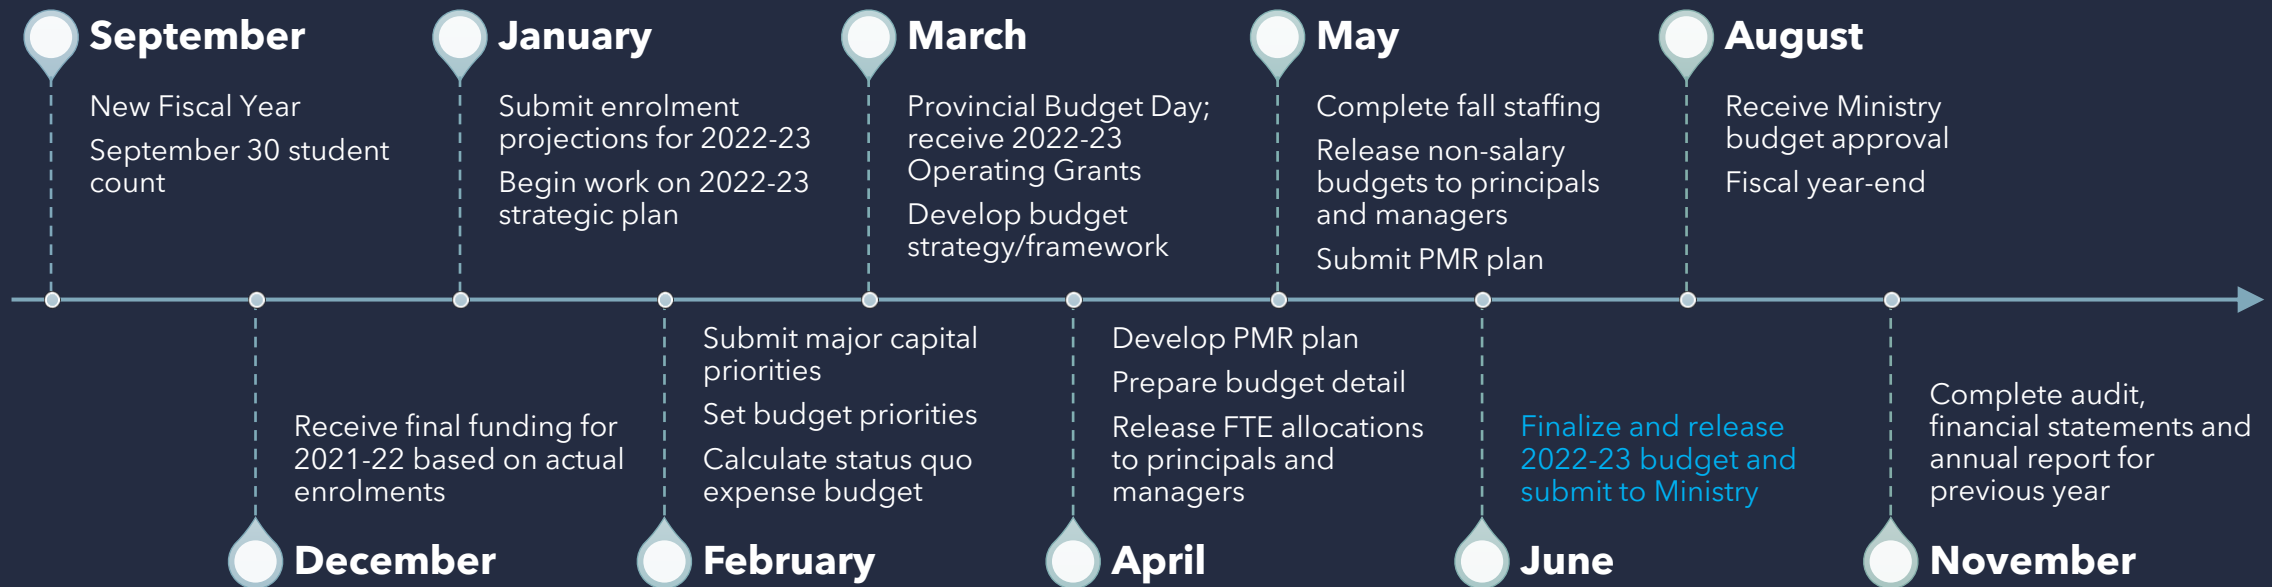 September
New Fiscal Year
September 30 student
count
December
Receive final funding for
2021-22 based on actual
enrolments
January
Submit enrolment
projections for 2022-23
Begin work on 2022-23
strategic plan
February
Submit major capital
priorities
Set budget priorities
Calculate status quo
expense budget
March
Provincial Budget Day;
receive 2022-23
Operating Grants
Develop budget
strategy/framework
April
Develop PMR plan
Prepare budget detail
Release FTE allocations
to principals and
managers
May
Complete fall staffing
Release non-salary
budgets to principals
and managers
Submit PMR plan
June
Finalize and release
2022-23 budget and
submit to Ministry
August
Receive Ministry
budget approval
Fiscal year-end
November
Complete audit,
financial statements and
annual report for
previous year